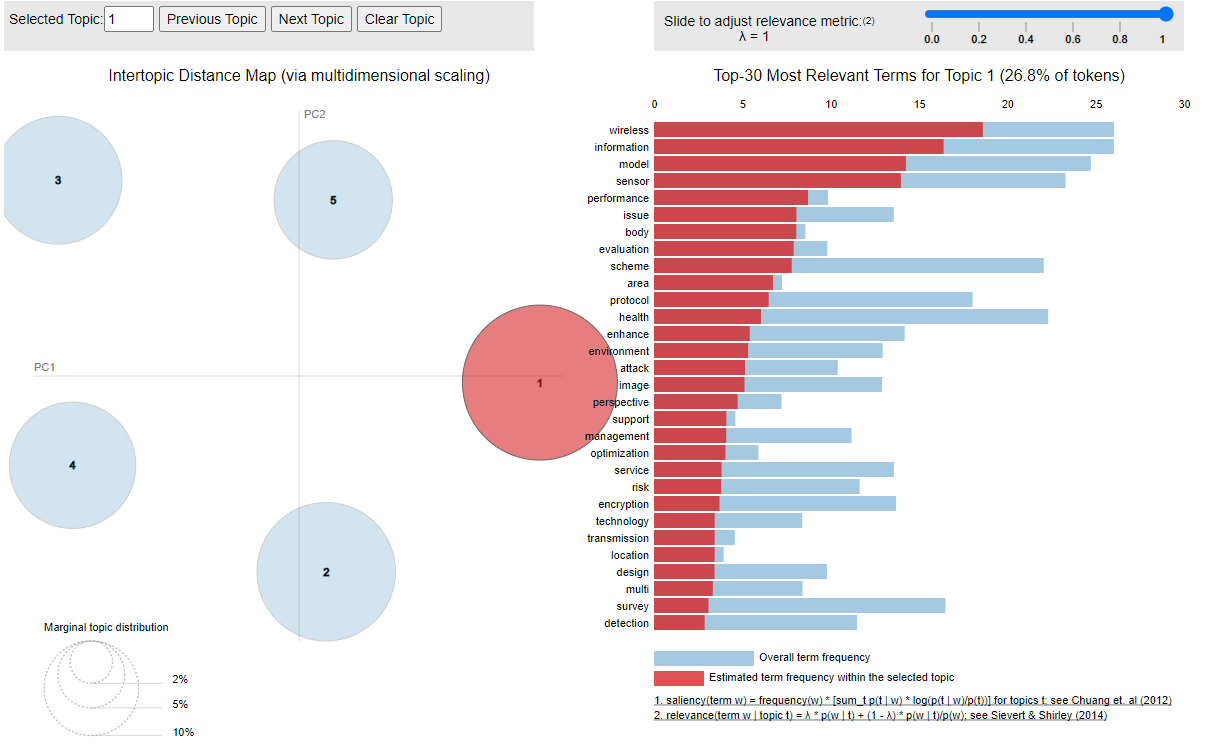 Selected Topic: 1 Previous Topic Next Topic Clear Topic
Slide to adjust relevance metric:(2)
λ = 1
0.0 0.2 0.4 0.6 0.8 1
Intertopic Distance Map (via multidimensional scaling)
PC2
PC1
3
5
1
4
2
Marginal topic distribution
2%
5%
10%
Top-30 Most Relevant Terms for Topic 1 (26.8% of tokens)
0 5 10 15 20 25 30
wireless
information
model
sensor
performance
issue
body
evaluation
scheme
area
protocol
health
enhance
environment
attack
image
perspective
support
management
optimization
service
risk
encryption
technology
transmission
location
design
multi
survey
detection
Overall term frequency
Estimated term frequency within the selected topic
1. saliency(term w) = frequency(w) * [sum_t p(t | w) * log(p(t | w)/p(t))] for topics t; see Chuang et. al (2012)
2. relevance(term w | topic t) = λ * p(w | t) + (1 - λ) * p(w | t)/p(w); see Sievert & Shirley (2014)